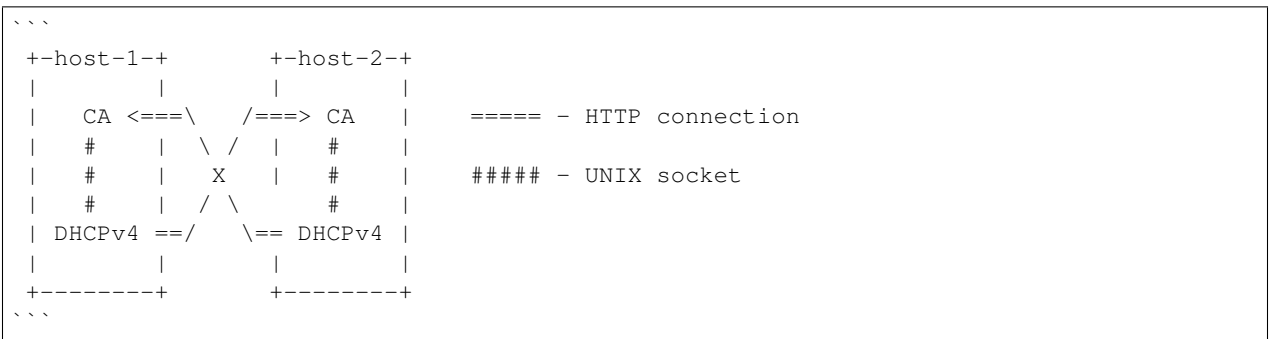 ```
 +-host-1-+       +-host-2-+
 |        |       |        |
 |   CA <===\   /===> CA   |    ===== - HTTP connection
 |   #    |  \ /  |   #    |
 |   #    |   X   |   #    |    ##### - UNIX socket
 |   #    |  / \      #    |
 | DHCPv4 ==/   \== DHCPv4 |
 |        |       |        |
 +--------+       +--------+
```